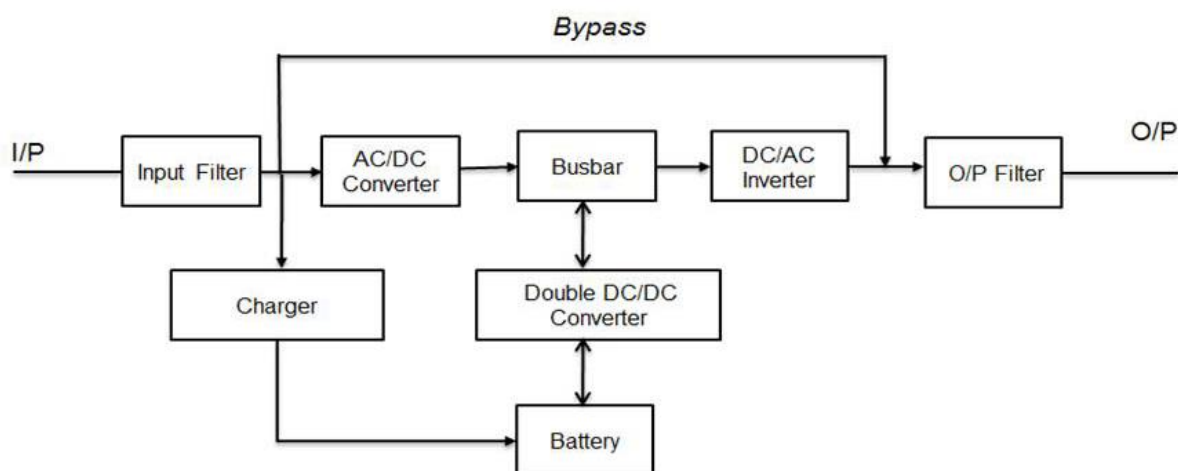 Bypass
I/P
Input Filter
AC/DC
Converter
Busbar
DC/AC
Inverter
O/P Filter
O/P
Charger
Double DC/DC
Converter
Battery